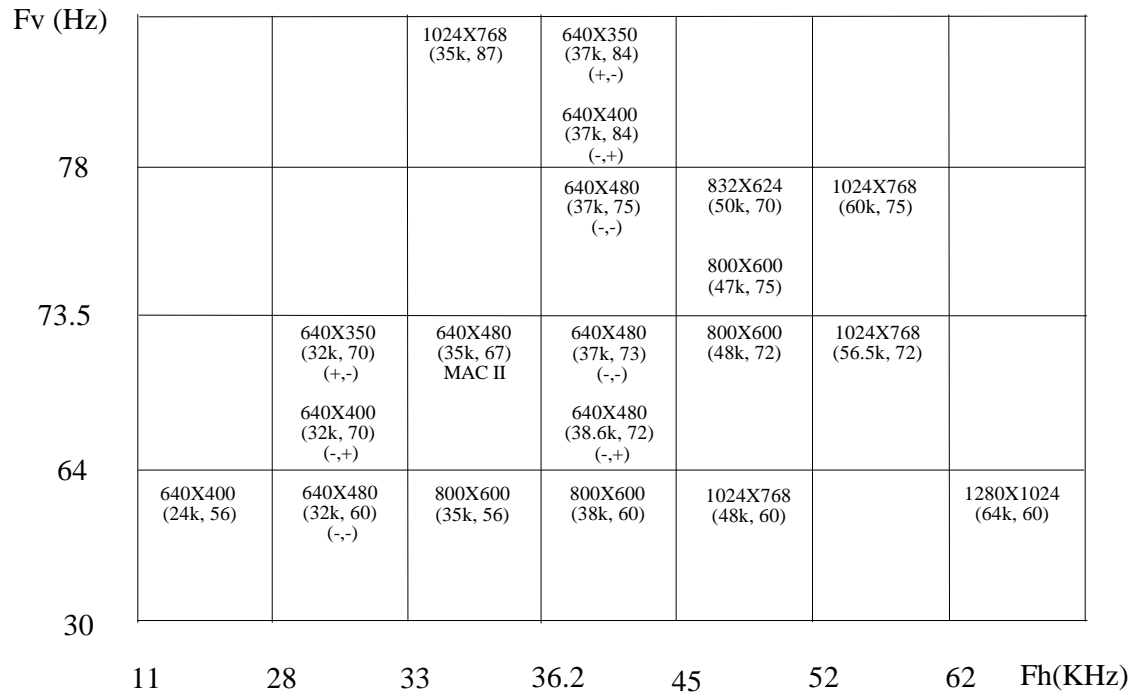 Fv (Hz)
1024X768
(35k, 87)
640X350
(37k, 84)
(+,-)
640X400
(37k, 84)
(-,+)
78
640X480
(37k, 75)
(-,-)
832X624
(50k, 70)
800X600
(47k, 75)
1024X768
(60k, 75)
73.5
640X350
(32k, 70)
(+,-)
640X400
(32k, 70)
(-,+)
640X480
(35k, 67)
MAC II
640X480
(37k, 73)
(-,-)
640X480
(38.6k, 72)
(-,+)
800X600
(48k, 72)
1024X768
(56.5k, 72)
64
640X400
(24k, 56)
640X480
(32k, 60)
(-,-)
800X600
(35k, 56)
800X600
(38k, 60)
1024X768
(48k, 60)
1280X1024
(64k, 60)
30
11 28 33 36.2 45 52 62 Fh(KHz)